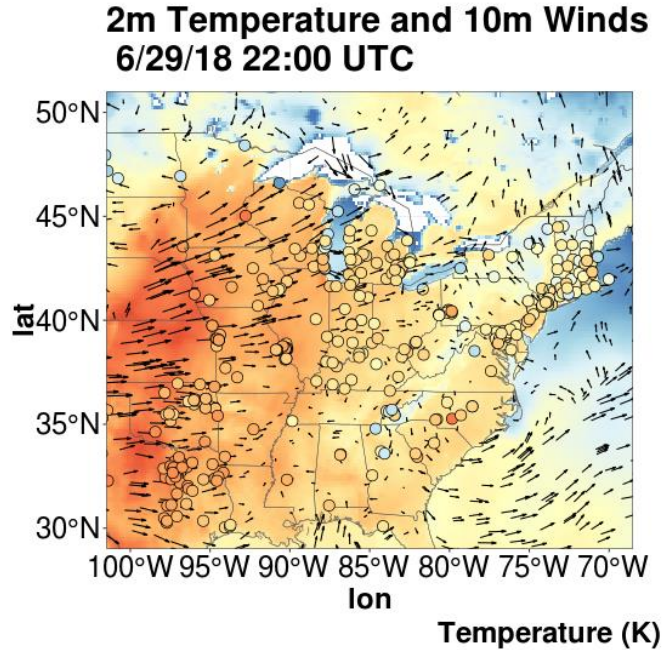 2m Temperature and 10m Winds
6/29/18 22:00 UTC
50°N
45°N
40°N
35°N
30°N
lat
100°W 95°W 90°W 85°W 80°W 75°W 70°W
lon
Temperature (K)